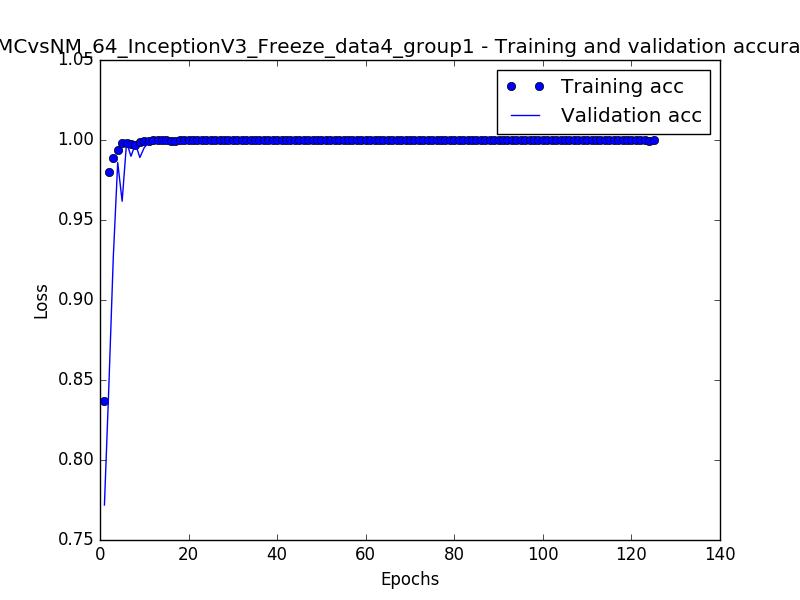 MCvsNM_64_InceptionV3_Freeze_data4_group1 - Training and validation accura
1.05
1.00
0.95
0.90
0.85
0.80
0.75
Loss
Training acc
Validation acc
0 20 40 60 80 100 120 140
Epochs